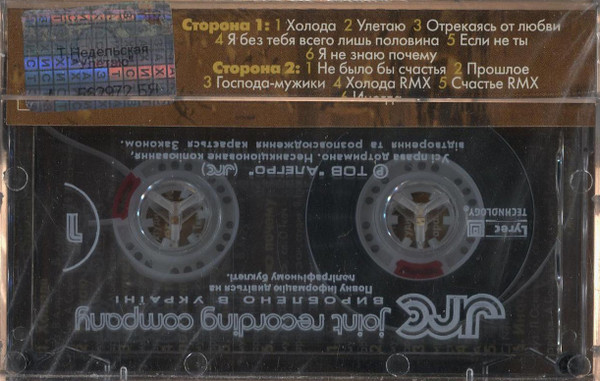 Сторона 1: 1 Холода 2 Улетаю 3 Отрекаясь от любви
4 Я без тебя всего лишь половина 5 Если не ты
6 Я не знаю почему
Сторона 2: 1 Не было бы счастья 2 Прошлое
3 Господа-мужики 4 Холода RMX 5 Счастье RMX
Т.Недельская
"Улетаю"
jrc joint recording company
ВИРОБЛЕНО В УКРАЇНІ
Повну інформацію дивіться на
поліграфічному буклеті.
1
Lyrec
TECHNOLOGY
℗ ТОВ "АЛЕГРО" (jrc)
Усі права дотримано. Несанкціоноване копіювання,
відтворення та розповсюдження карається Законом.